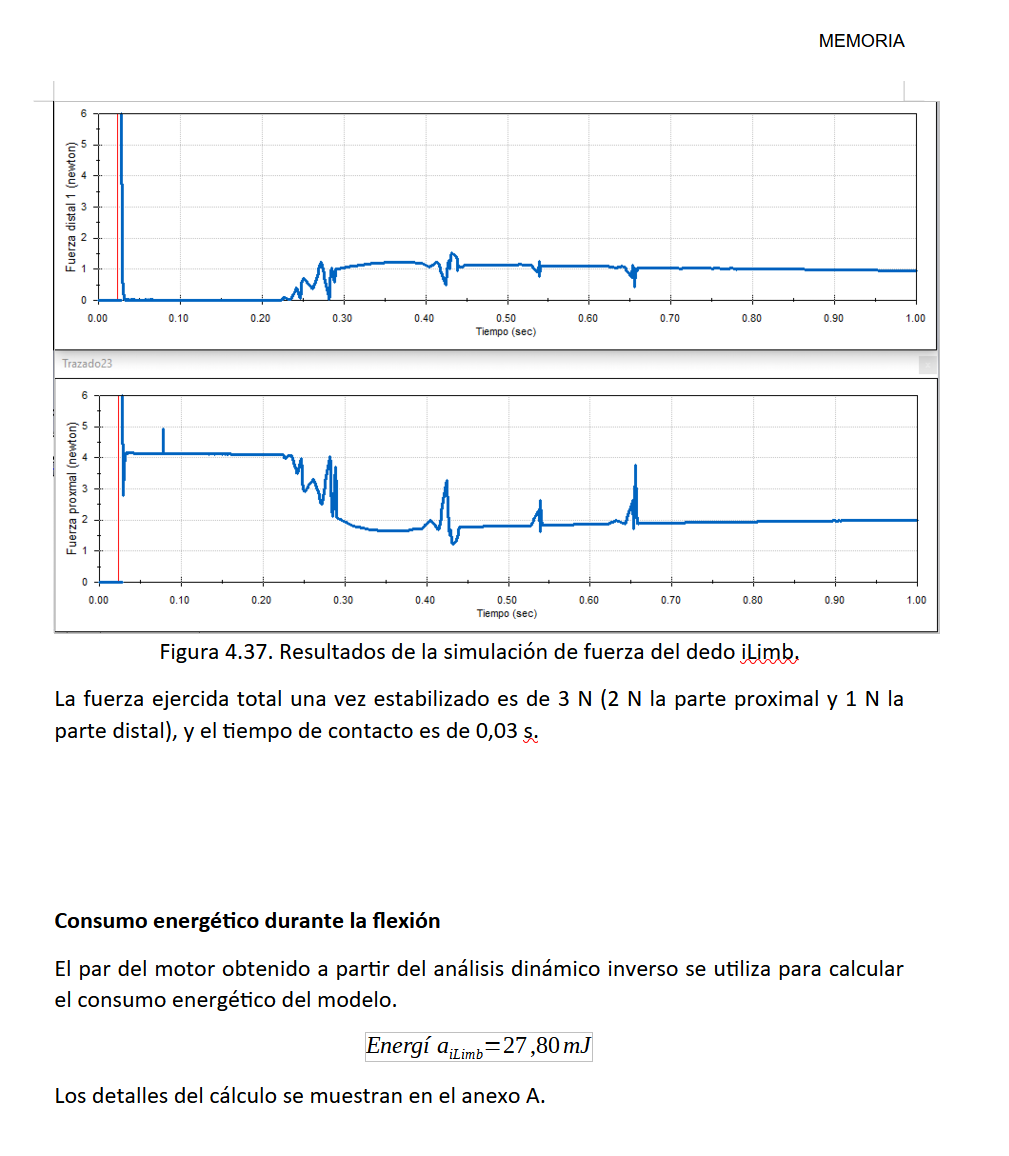 MEMORIA
Fuerza distal 1 (newton)
6
5
4
3
2
1
0
0.00 0.10 0.20 0.30 0.40 0.50 0.60 0.70 0.80 0.90 1.00
Tiempo (sec)
Trazado23
Fuerza proxmal (newton)
6
5
4
3
2
1
0
0.00 0.10 0.20 0.30 0.40 0.50 0.60 0.70 0.80 0.90 1.00
Tiempo (sec)
Figura 4.37. Resultados de la simulación de fuerza del dedo iLimb.
La fuerza ejercida total una vez estabilizado es de 3 N (2 N la parte proximal y 1 N la
parte distal), y el tiempo de contacto es de 0,03 s.
Consumo energético durante la flexión
El par del motor obtenido a partir del análisis dinámico inverso se utiliza para calcular
el consumo energético del modelo.
Energí a iLimb=27,80 mJ
Los detalles del cálculo se muestran en el anexo A.